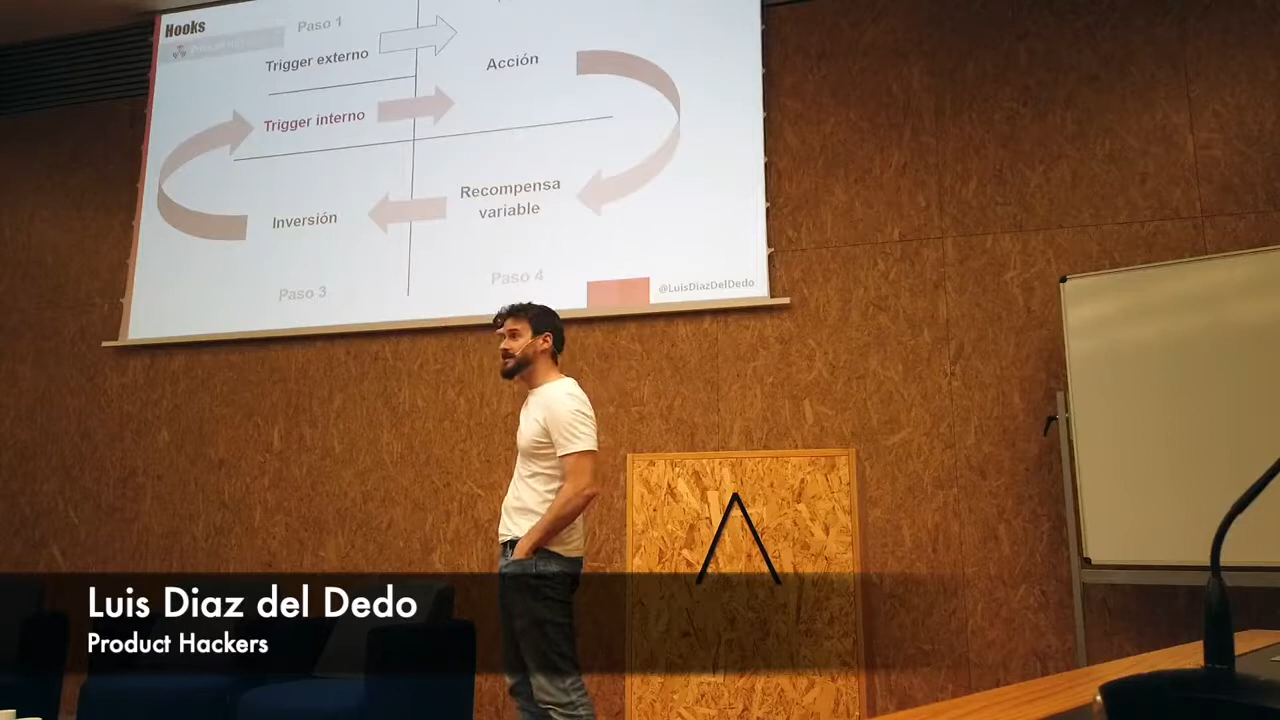 Hooks
Paso 1
Trigger externo
Acción
Trigger interno
Recompensa
variable
Inversión
Paso 4
Paso 3
@LuisDiazDelDedo
Luis Diaz del Dedo
Product Hackers